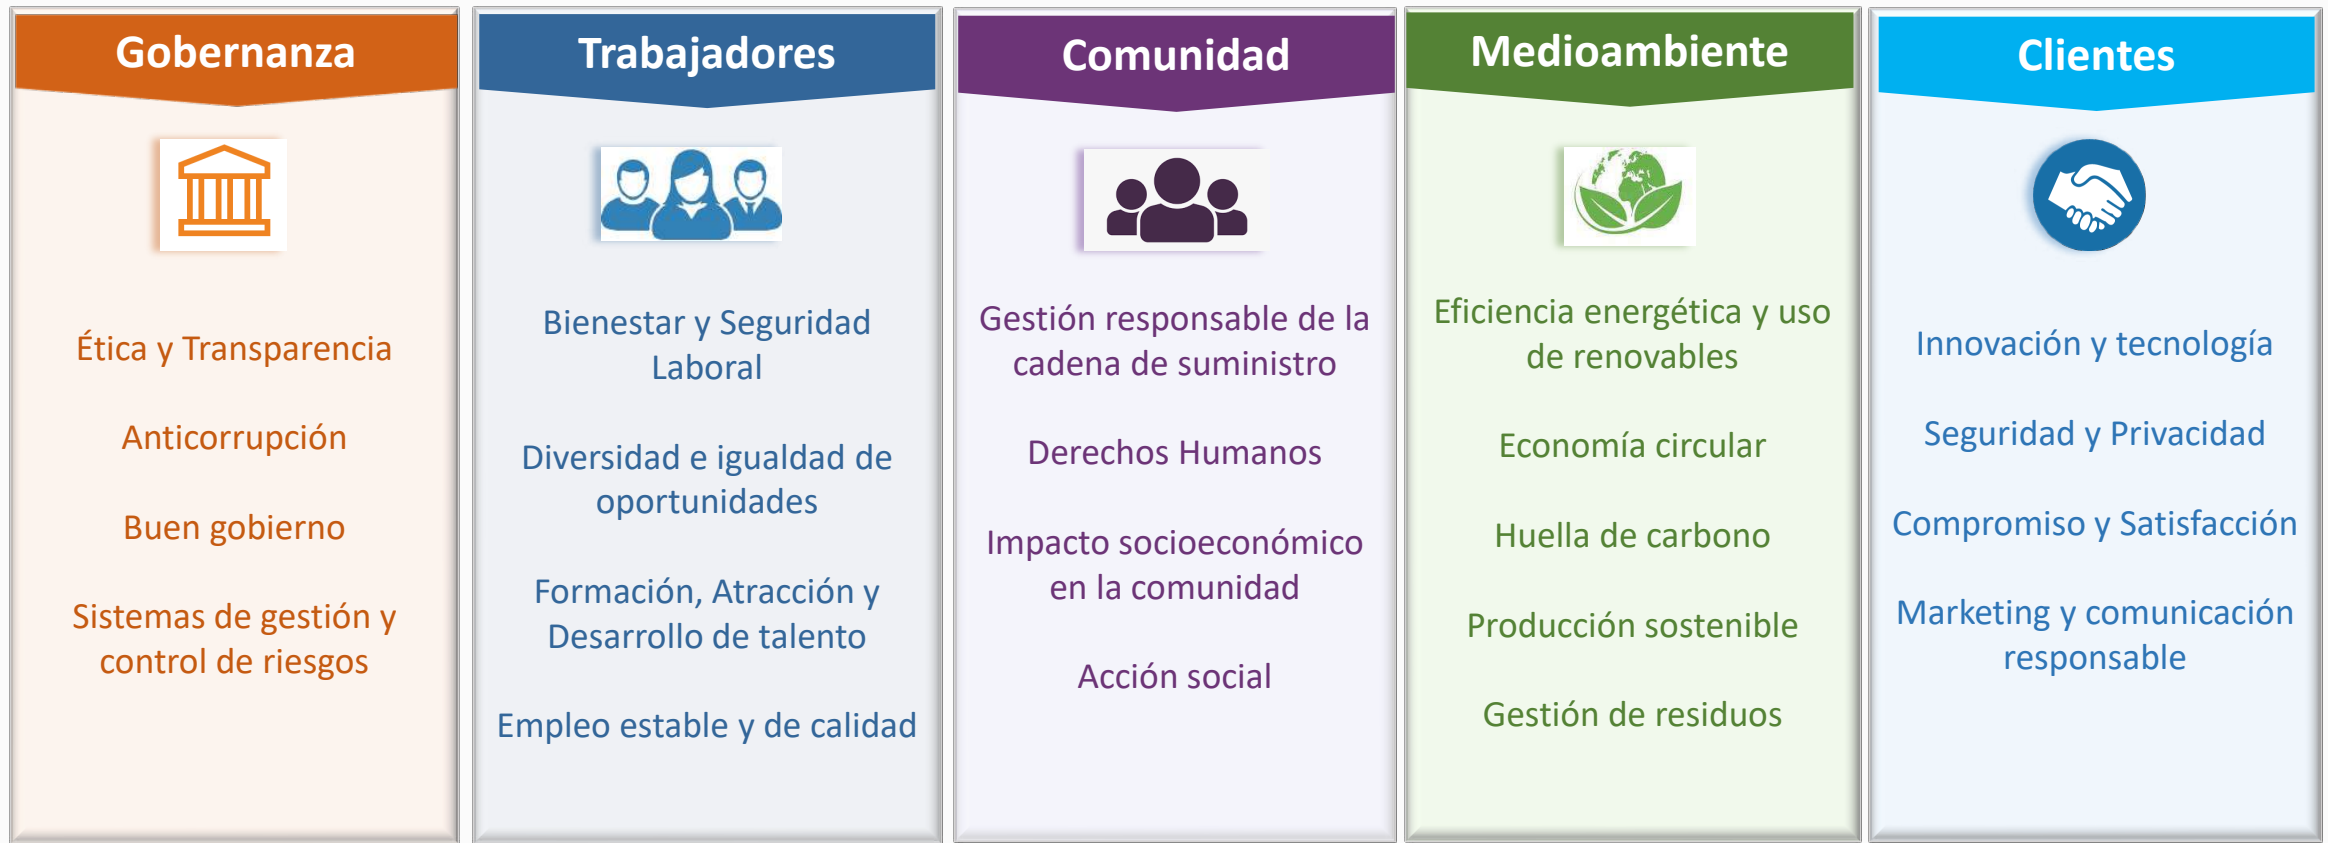 Gobernanza
Ética y Transparencia
Anticorrupción
Buen gobierno
Sistemas de gestión y
control de riesgos
Trabajadores
Bienestar y Seguridad
Laboral
Diversidad e igualdad de
oportunidades
Formación, Atracción y
Desarrollo de talento
Empleo estable y de calidad
Comunidad
Gestión responsable de la
cadena de suministro
Derechos Humanos
Impacto socioeconómico
en la comunidad
Acción social
Medioambiente
Eficiencia energética y uso
de renovables
Economía circular
Huella de carbono
Producción sostenible
Gestión de residuos
Clientes
Innovación y tecnología
Seguridad y Privacidad
Compromiso y Satisfacción
Marketing y comunicación
responsable